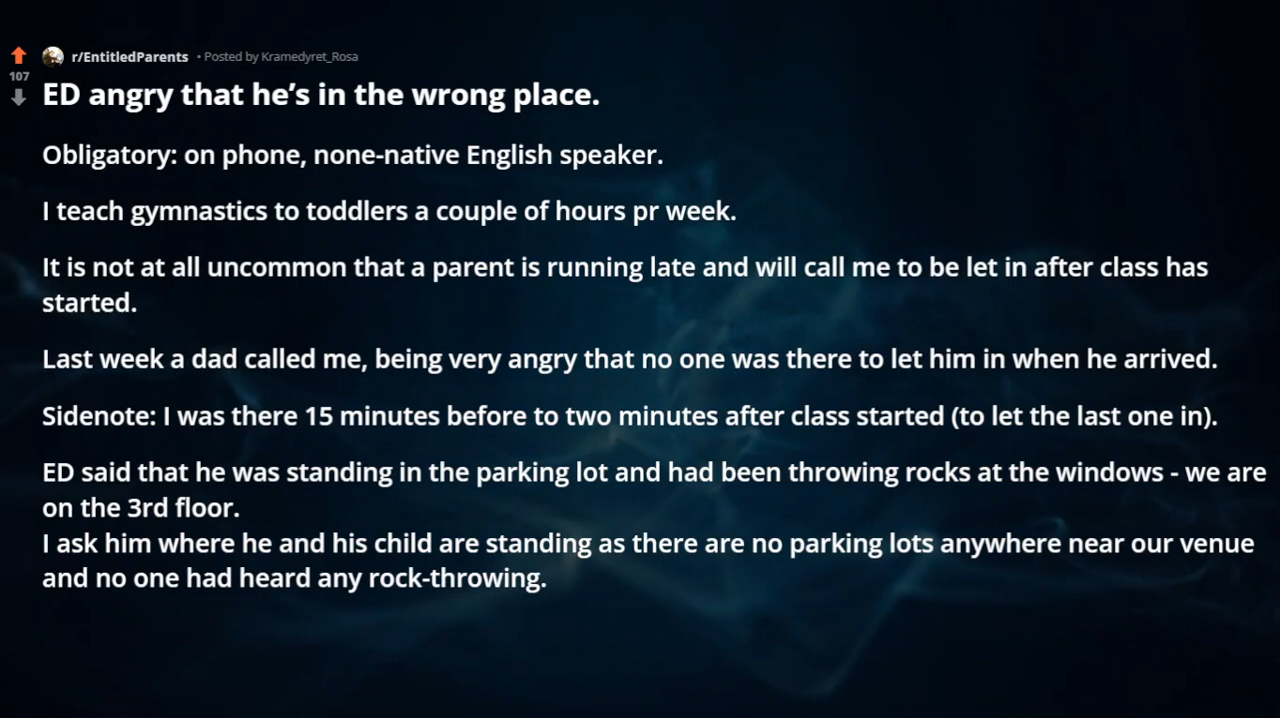 r/EntitledParents • Posted by Kramedyret_Rosa
107
ED angry that he's in the wrong place.
Obligatory: on phone, none-native English speaker.
I teach gymnastics to toddlers a couple of hours pr week.
It is not at all uncommon that a parent is running late and will call me to be let in after class has
started.
Last week a dad called me, being very angry that no one was there to let him in when he arrived.
Sidenote: I was there 15 minutes before to two minutes after class started (to let the last one in).
ED said that he was standing in the parking lot and had been throwing rocks at the windows - we are
on the 3rd floor.
I ask him where he and his child are standing as there are no parking lots anywhere near our venue
and no one had heard any rock-throwing.